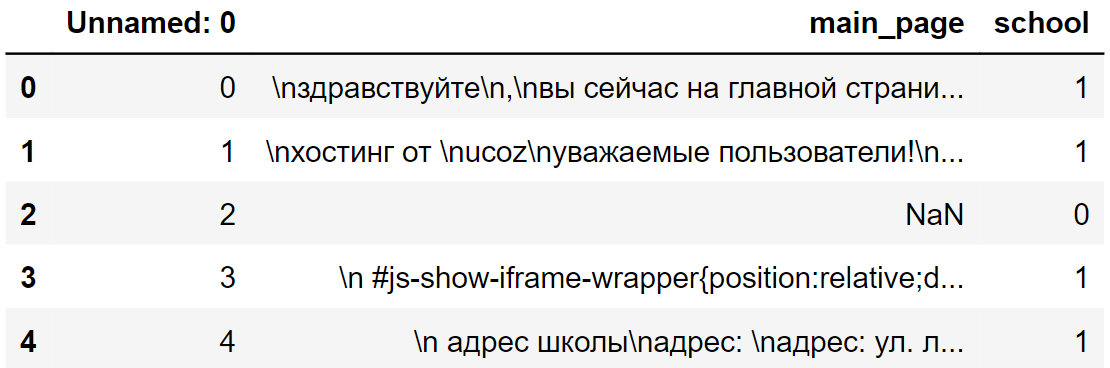 Unnamed: 0 main_page school
0 0 \nздравствуйте\n,\nвы сейчас на главной страни... 1
1 1 \nхостинг от \nucoz\nуважаемые пользователи!\n... 1
2 2 NaN 0
3 3 \n #js-show-iframe-wrapper{position:relative;d... 1
4 4 \n адрес школы\nадрес: \nадрес: ул. л... 1